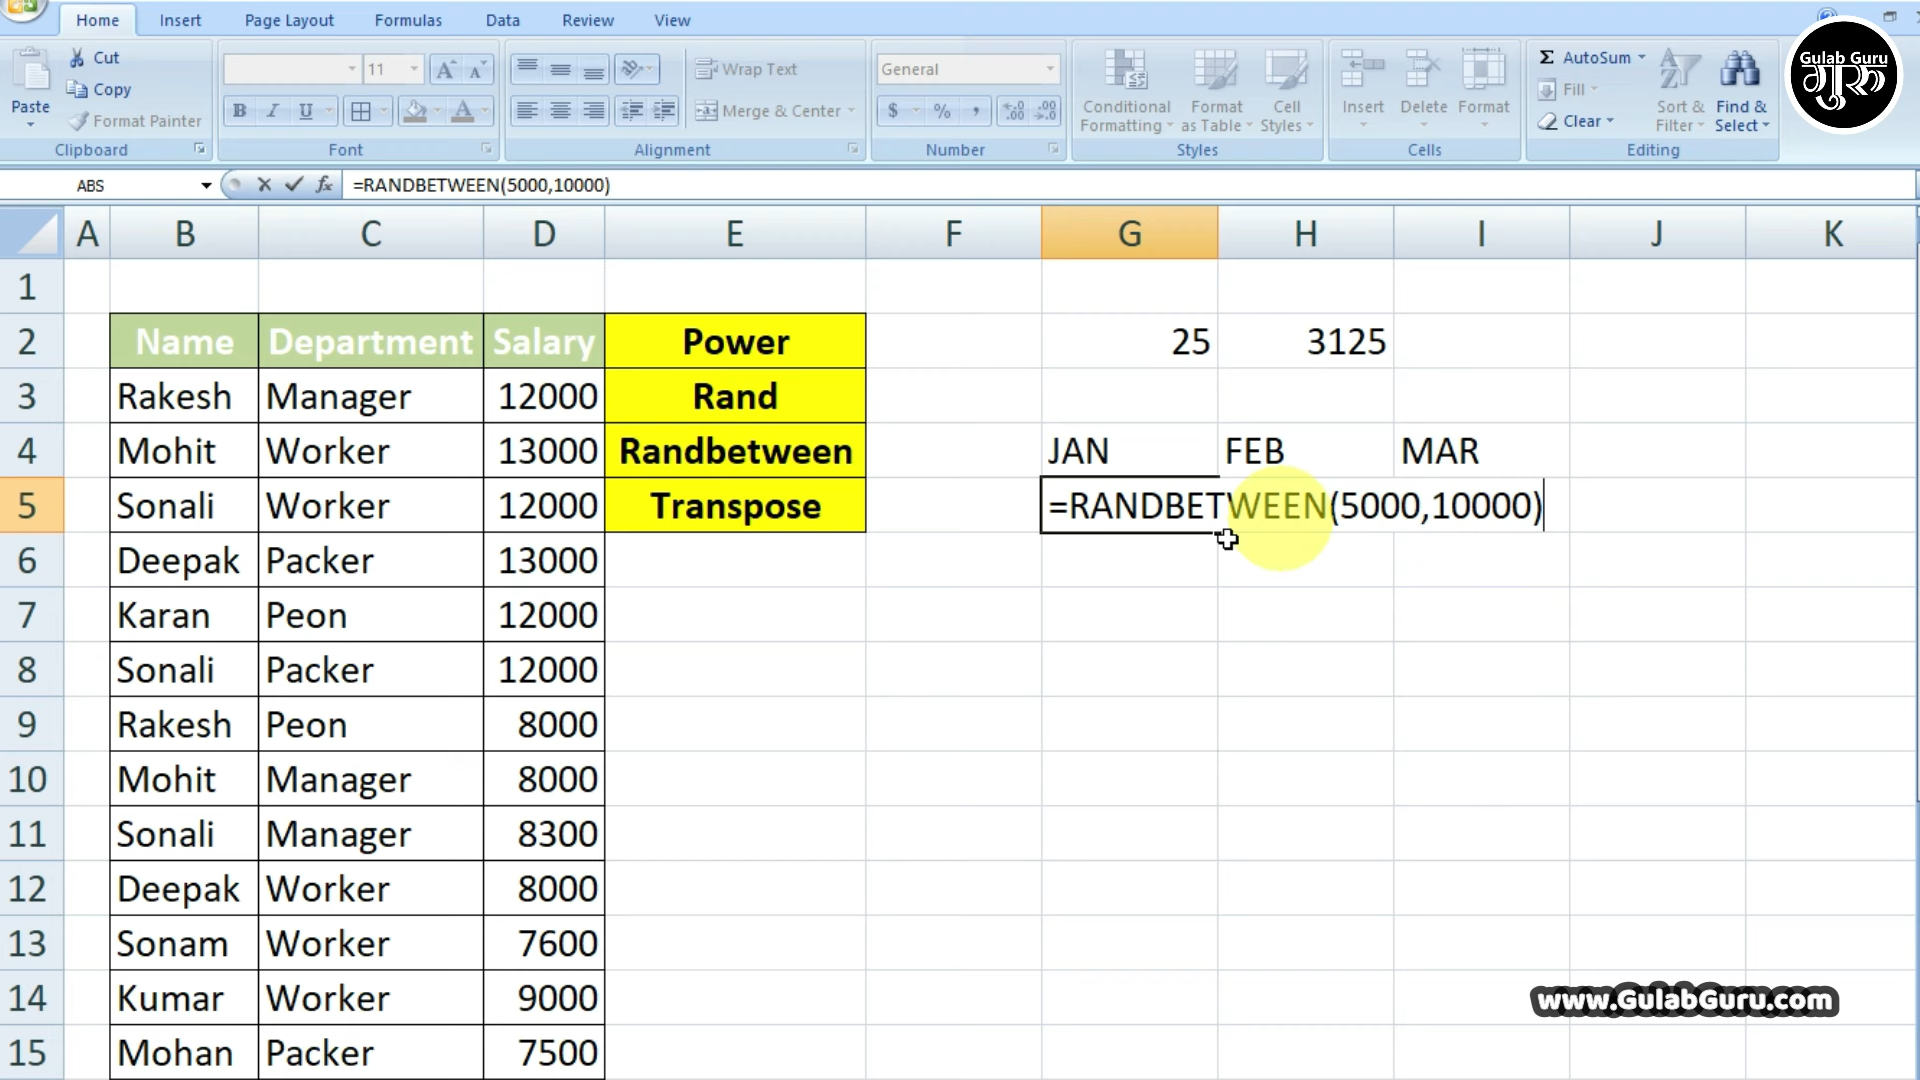 Home Insert Page Layout Formulas Data Review View
Cut
Copy
Format Painter
Paste
Clipboard
11
B I U
Font
Wrap Text
Merge & Center
Alignment
General
$ % ,
Number
Conditional Formatting
Format as Table
Cell Styles
Styles
Insert Delete Format
Cells
Σ AutoSum
Fill
Clear
Sort & Filter
Find & Select
Editing
Gulab Guru
गुरु
ABS fx =RANDBETWEEN(5000,10000)
A B C D E F G H I J K
1
2 Name Department Salary Power 25 3125
3 Rakesh Manager 12000 Rand
4 Mohit Worker 13000 Randbetween JAN FEB MAR
5 Sonali Worker 12000 Transpose =RANDBETWEEN(5000,10000)
6 Deepak Packer 13000
7 Karan Peon 12000
8 Sonali Packer 12000
9 Rakesh Peon 8000
10 Mohit Manager 8000
11 Sonali Manager 8300
12 Deepak Worker 8000
13 Sonam Worker 7600
14 Kumar Worker 9000
www.GulabGuru.com
15 Mohan Packer 7500